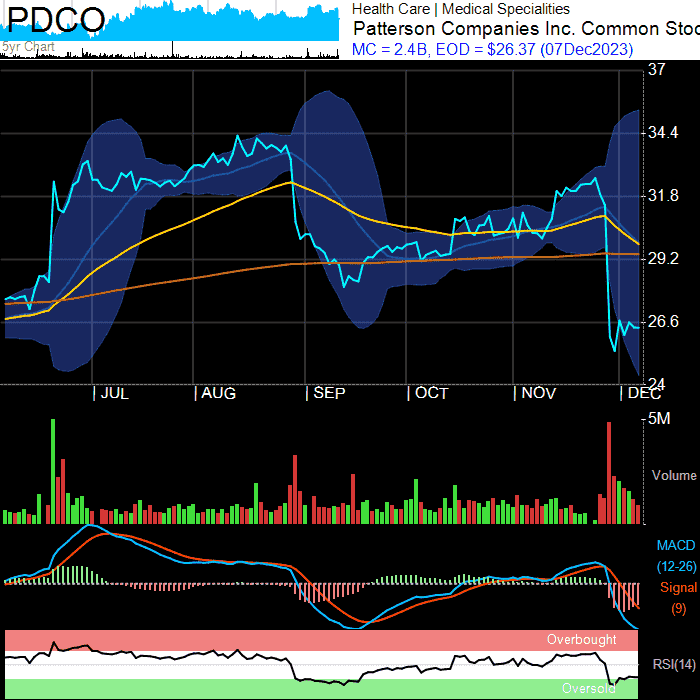 PDCO
5yr Chart
Health Care | Medical Specialities
Patterson Companies Inc. Common Stoc
MC = 2.4B, EOD = $26.37 (07Dec2023)
37
34.4
31.8
29.2
26.6
24
JUL
AUG
SEP
OCT
NOV
DEC
5M
Volume
MACD
(12-26)
Signal
(9)
Overbought
RSI(14)
Oversold